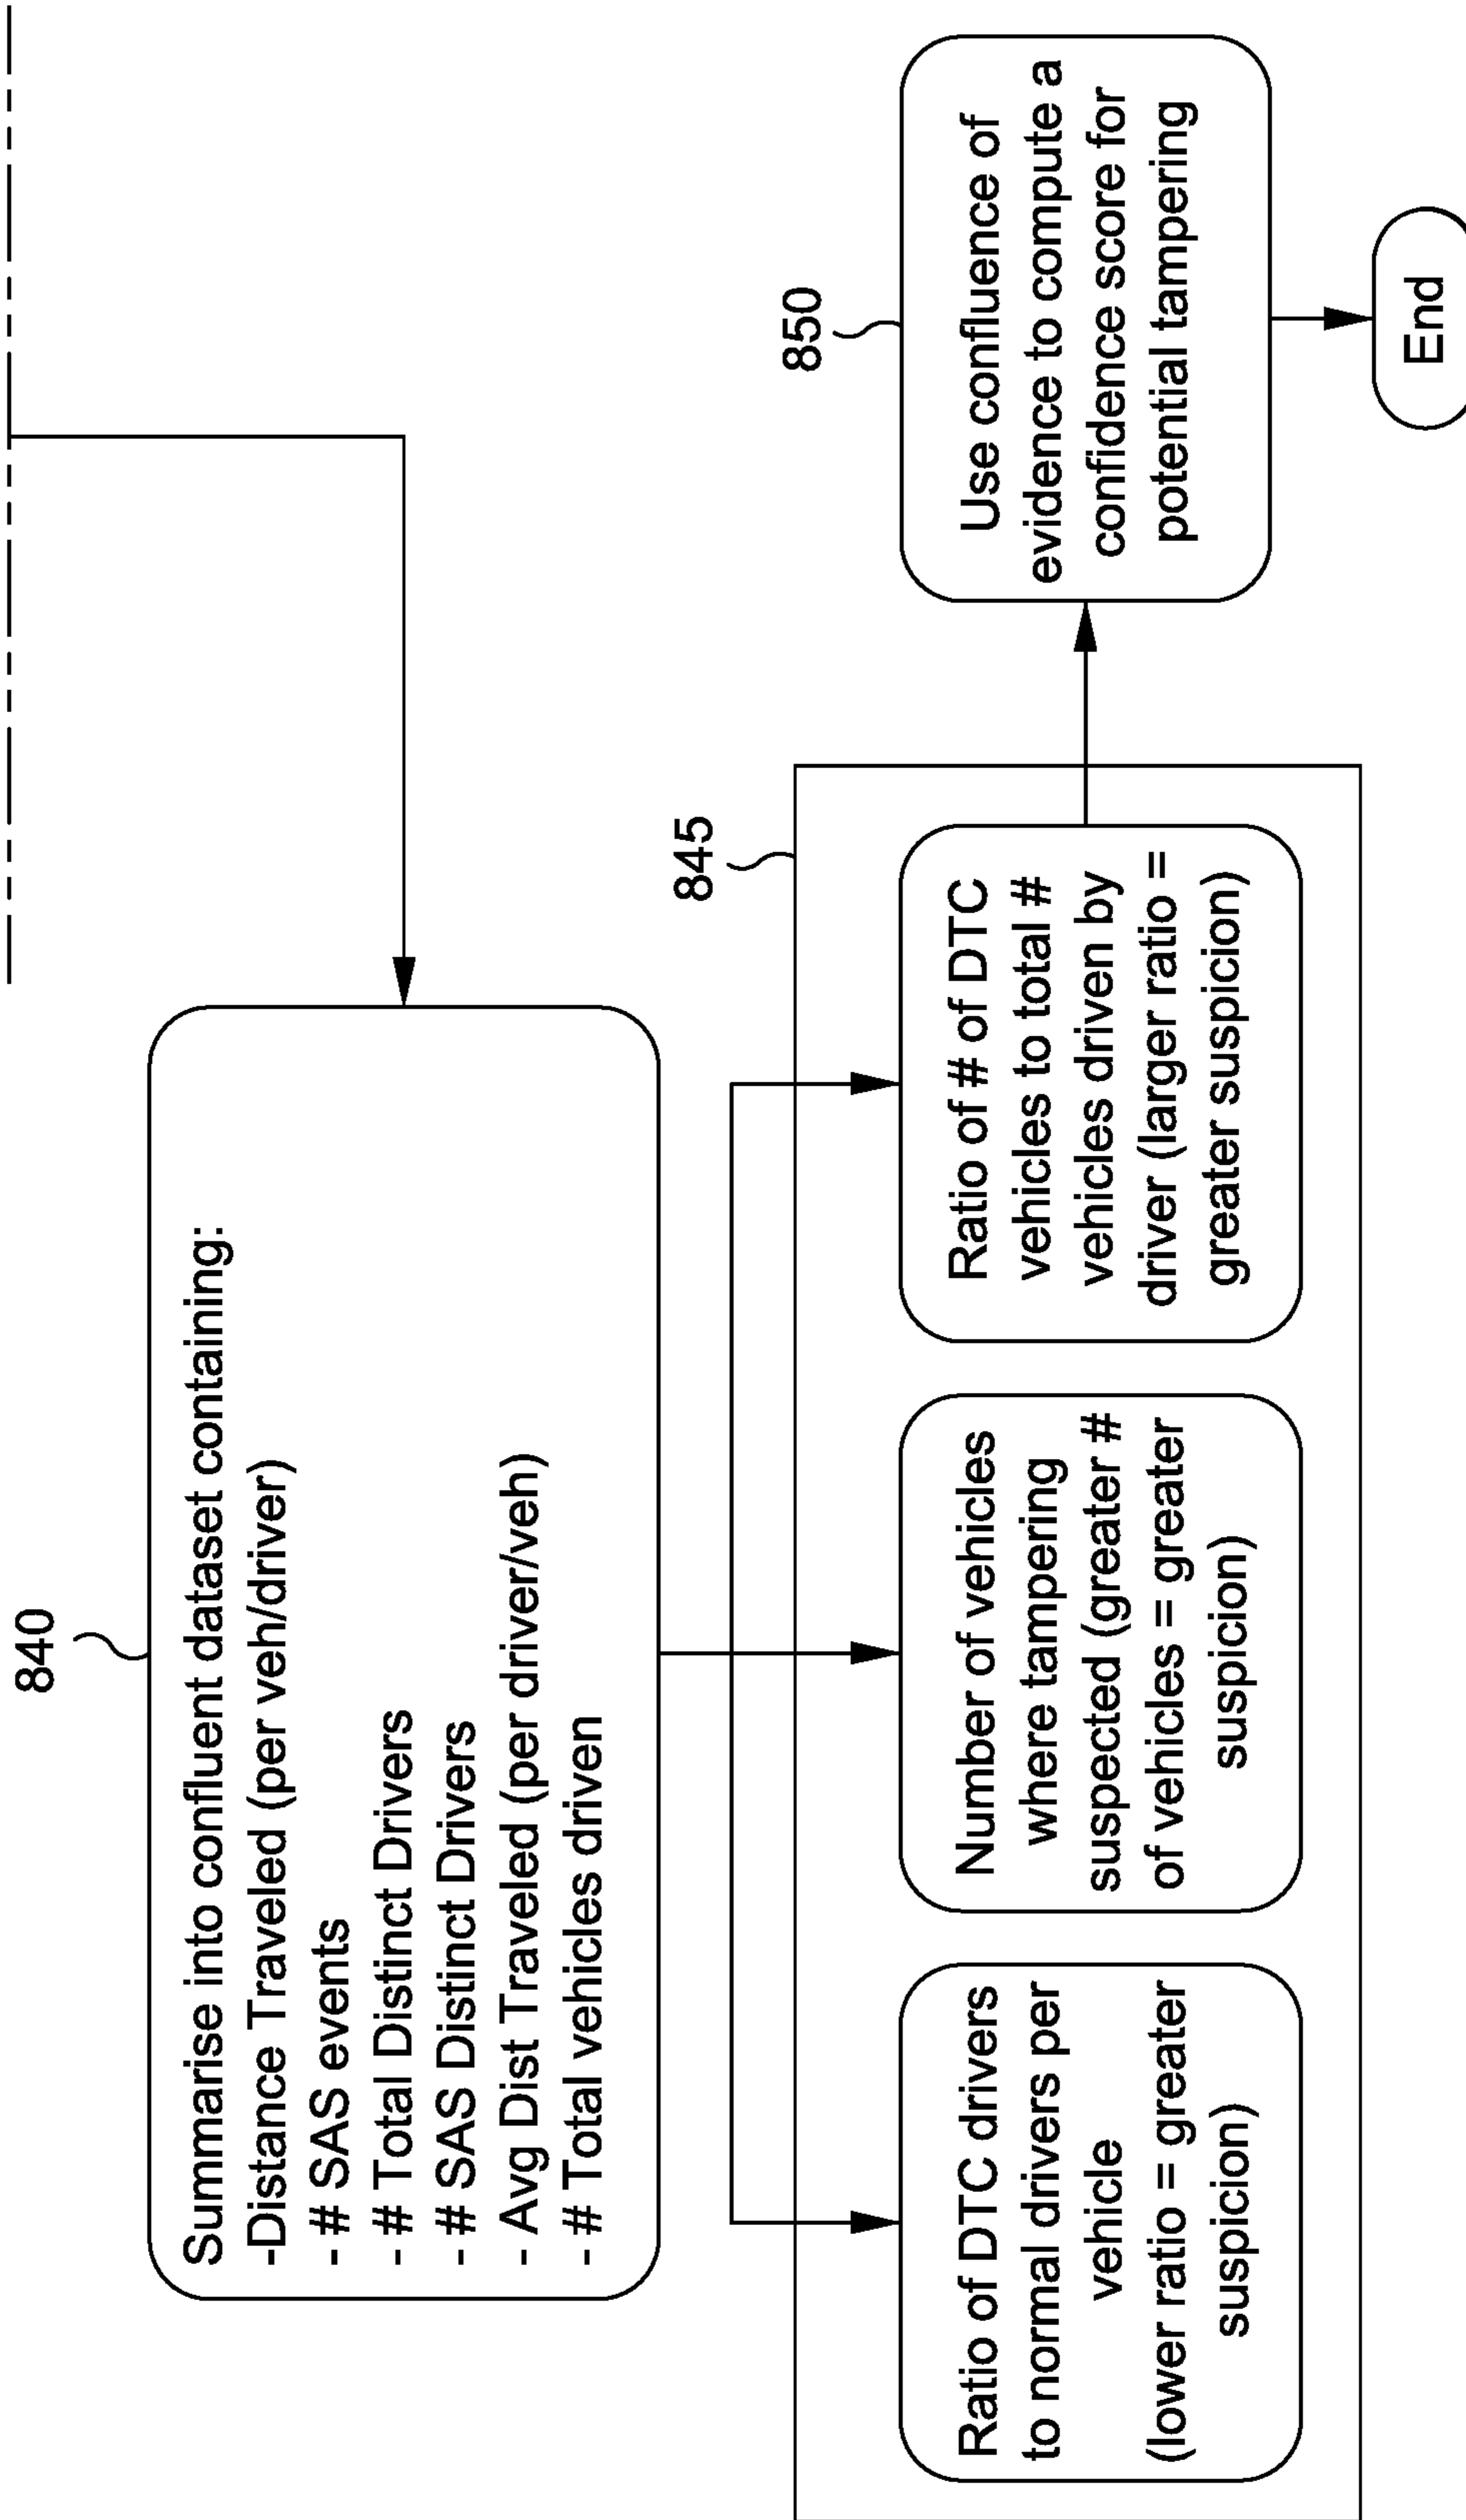 840
Summarise into confluent dataset containing:
-Distance Traveled (per veh/driver)
- # SAS events
- # Total Distinct Drivers
- # SAS Distinct Drivers
- Avg Dist Traveled (per driver/veh)
- # Total vehicles driven
845
Ratio of DTC drivers
to normal drivers per
vehicle
(lower ratio = greater
suspicion)
Number of vehicles
where tampering
suspected (greater #
of vehicles = greater
suspicion)
Ratio of # of DTC
vehicles to total #
vehicles driven by
driver (larger ratio =
greater suspicion)
850
Use confluence of
evidence to compute a
confidence score for
potential tampering
End